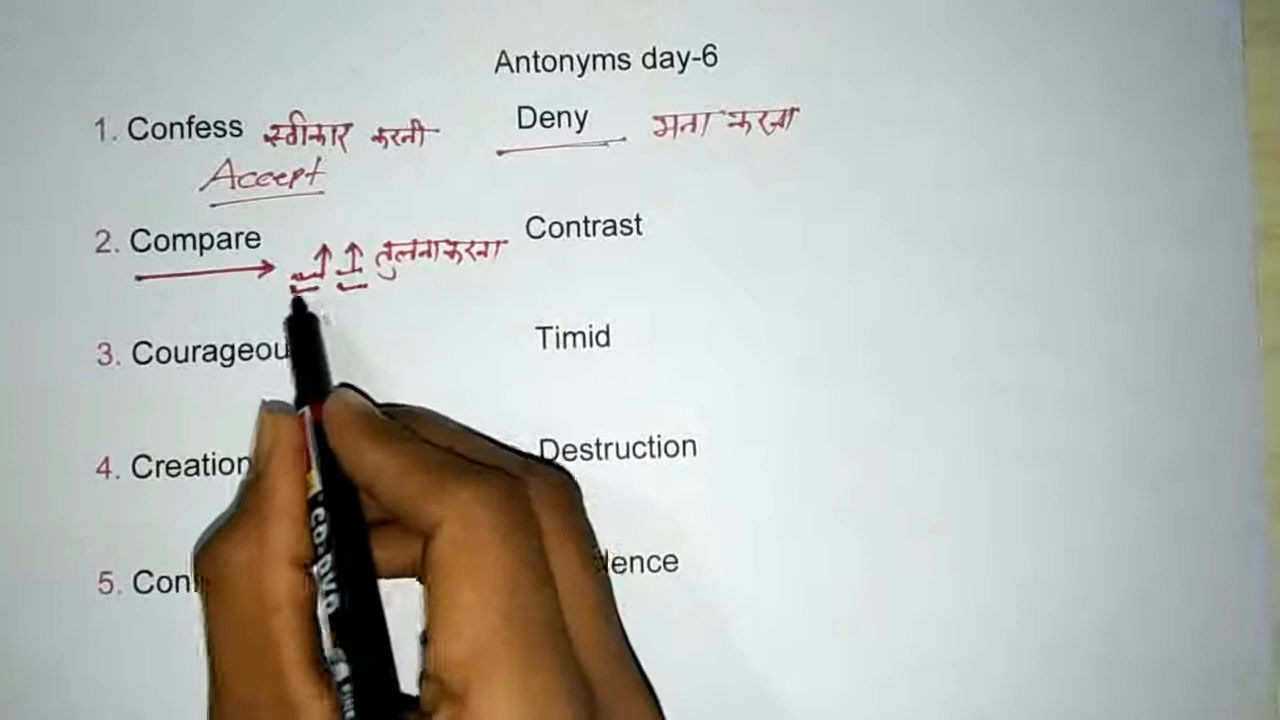 Antonyms day-6
1. Confess स्वीकार करनी Deny मना करना
Accept
2. Compare तुलना करना Contrast
3. Courageou Timid
4. Creation Destruction
5. Con